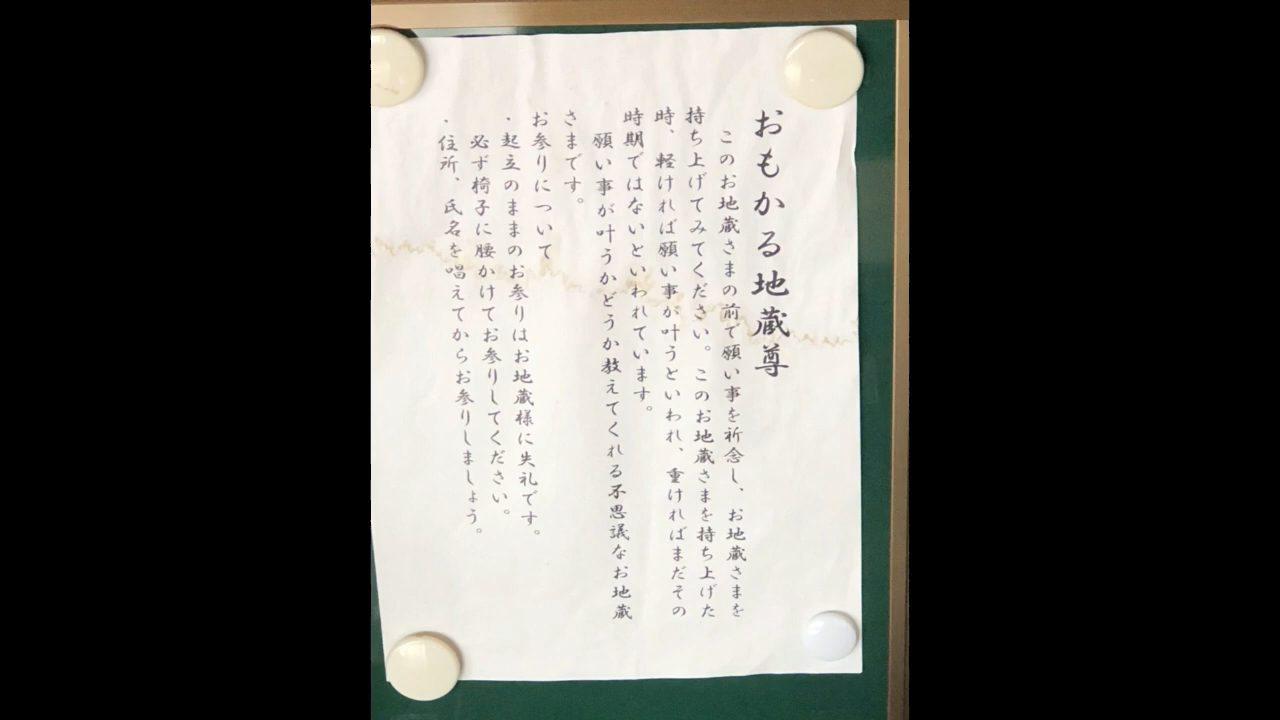 おもかる地蔵尊
このお地蔵さまの前で願い事を祈念し、お地蔵さまを
持ち上げてみてください。このお地蔵さまを持ち上げた
時、軽ければ願い事が叶うといわれ、重ければまだその
時期ではないといわれています。
願い事が叶うかどうか教えてくれる不思議なお地蔵
さまです。
お参りについて
・起立のままのお参りはお地蔵様に失礼です。
必ず椅子に腰かけてお参りしてください。
・住所、氏名を唱えてからお参りしましょう。